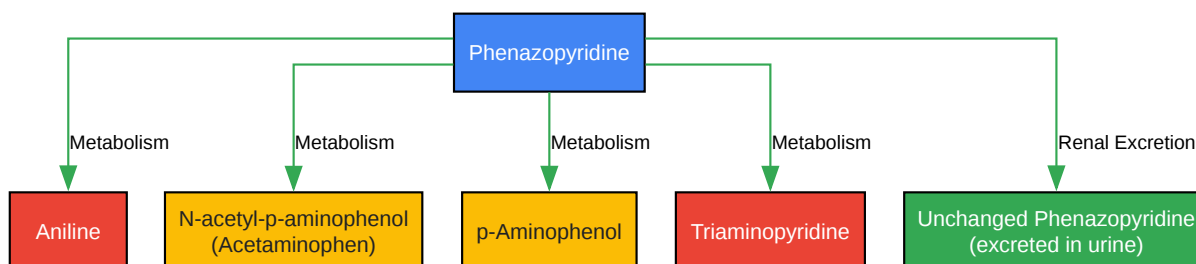 Phenazopyridine
Metabolism
Metabolism
Metabolism
Metabolism
Renal Excretion
Aniline
N-acetyl-p-aminophenol
(Acetaminophen)
p-Aminophenol
Triaminopyridine
Unchanged Phenazopyridine
(excreted in urine)